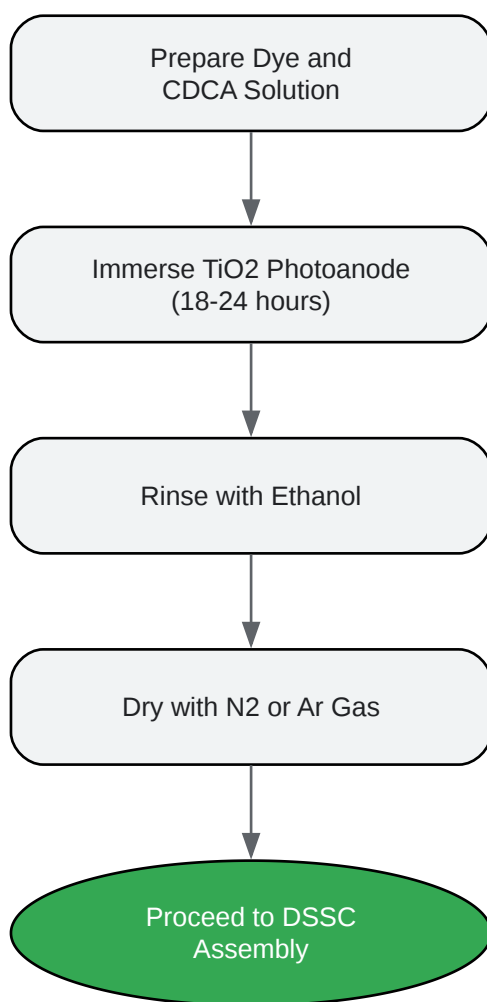 Prepare Dye and
CDCA Solution
Immerse TiO2 Photoanode
(18-24 hours)
Rinse with Ethanol
Dry with N2 or Ar Gas
Proceed to DSSC
Assembly